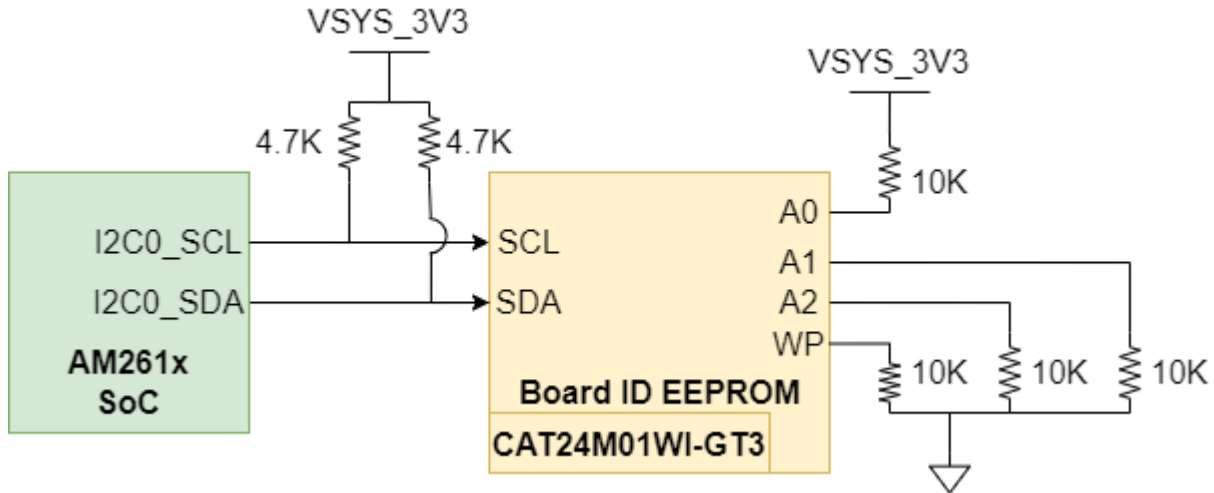 VSYS_3V3
VSYS_3V3
4.7K
4.7K
10K
I2C0_SCL
I2C0_SDA
AM261x
SoC
SCL
SDA
A0
A1
A2
WP
Board ID EEPROM
CAT24M01WI-GT3
10K
10K
10K